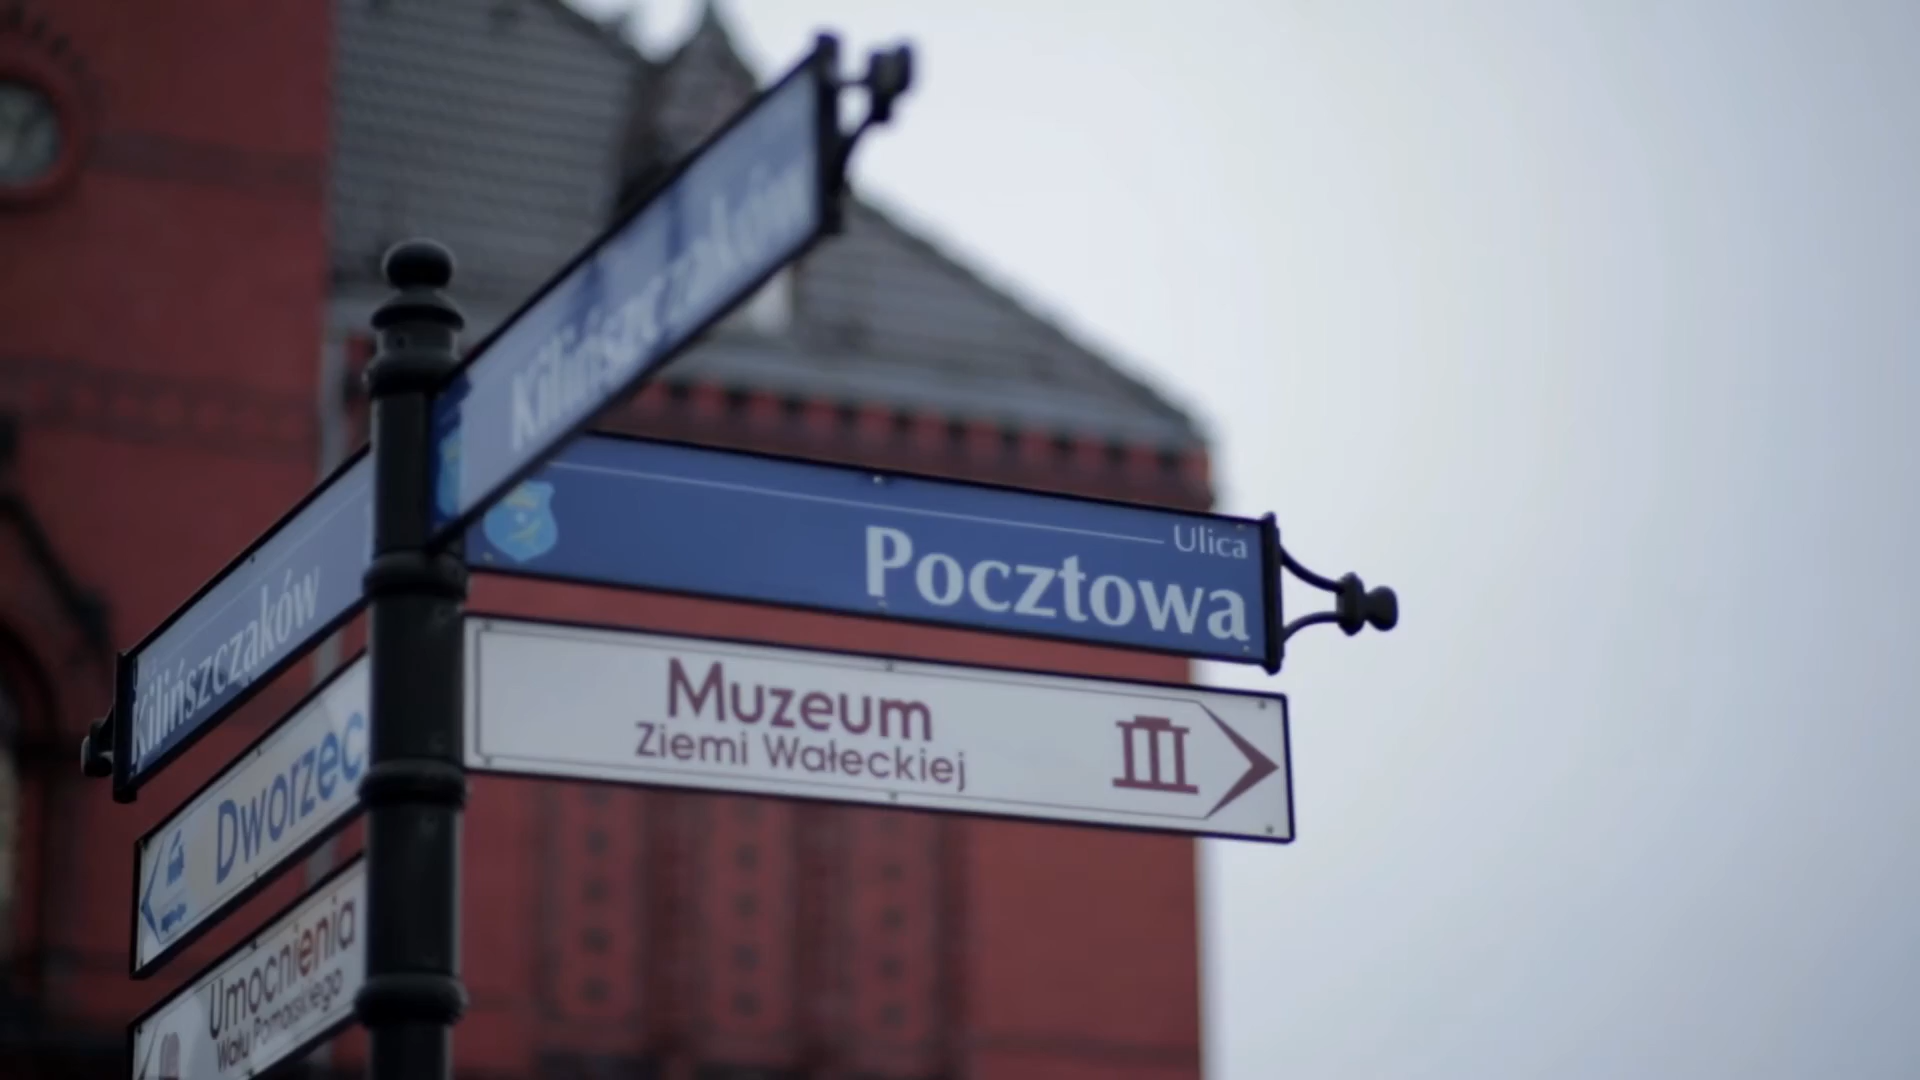 Kilińszczaków
Ulica
Pocztowa
Muzeum
Ziemi Wałeckiej
Kilińszczaków
Dworzec
Umocnienia
Wału Pomorskiego